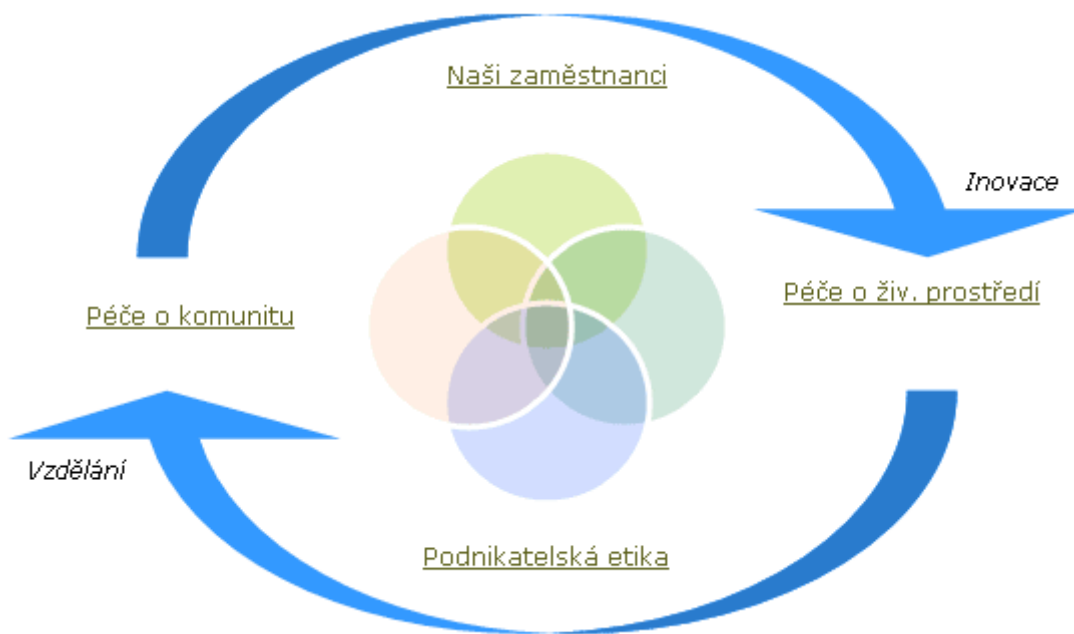 Naši zaměstnanci
Inovace
Péče o živ. prostředí
Péče o komunitu
Vzdělání
Podnikatelská etika